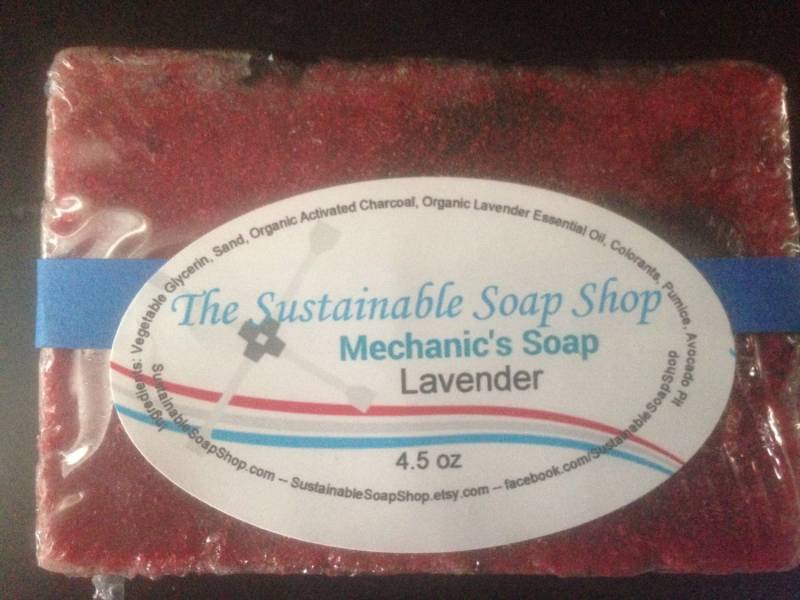 Ingredients: Vegetable Glycerin, Sand, Organic Activated Charcoal, Organic Lavender Essential Oil, Colorants, Pumice, Avocado Pit
The Sustainable Soap Shop
Mechanic's Soap
Lavender
4.5 oz
SustainableSoapShop.com -- SustainableSoapShop.etsy.com -- facebook.com/SustainableSoapShop